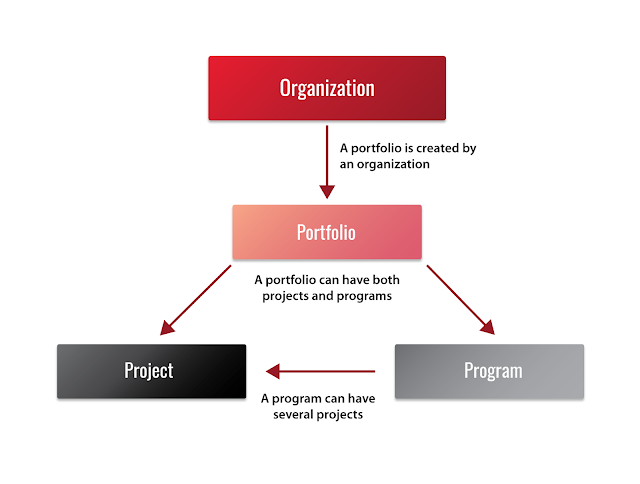 Organization
A portfolio is created by
an organization
Portfolio
A portfolio can have both
projects and programs
Project
Program
A program can have
several projects